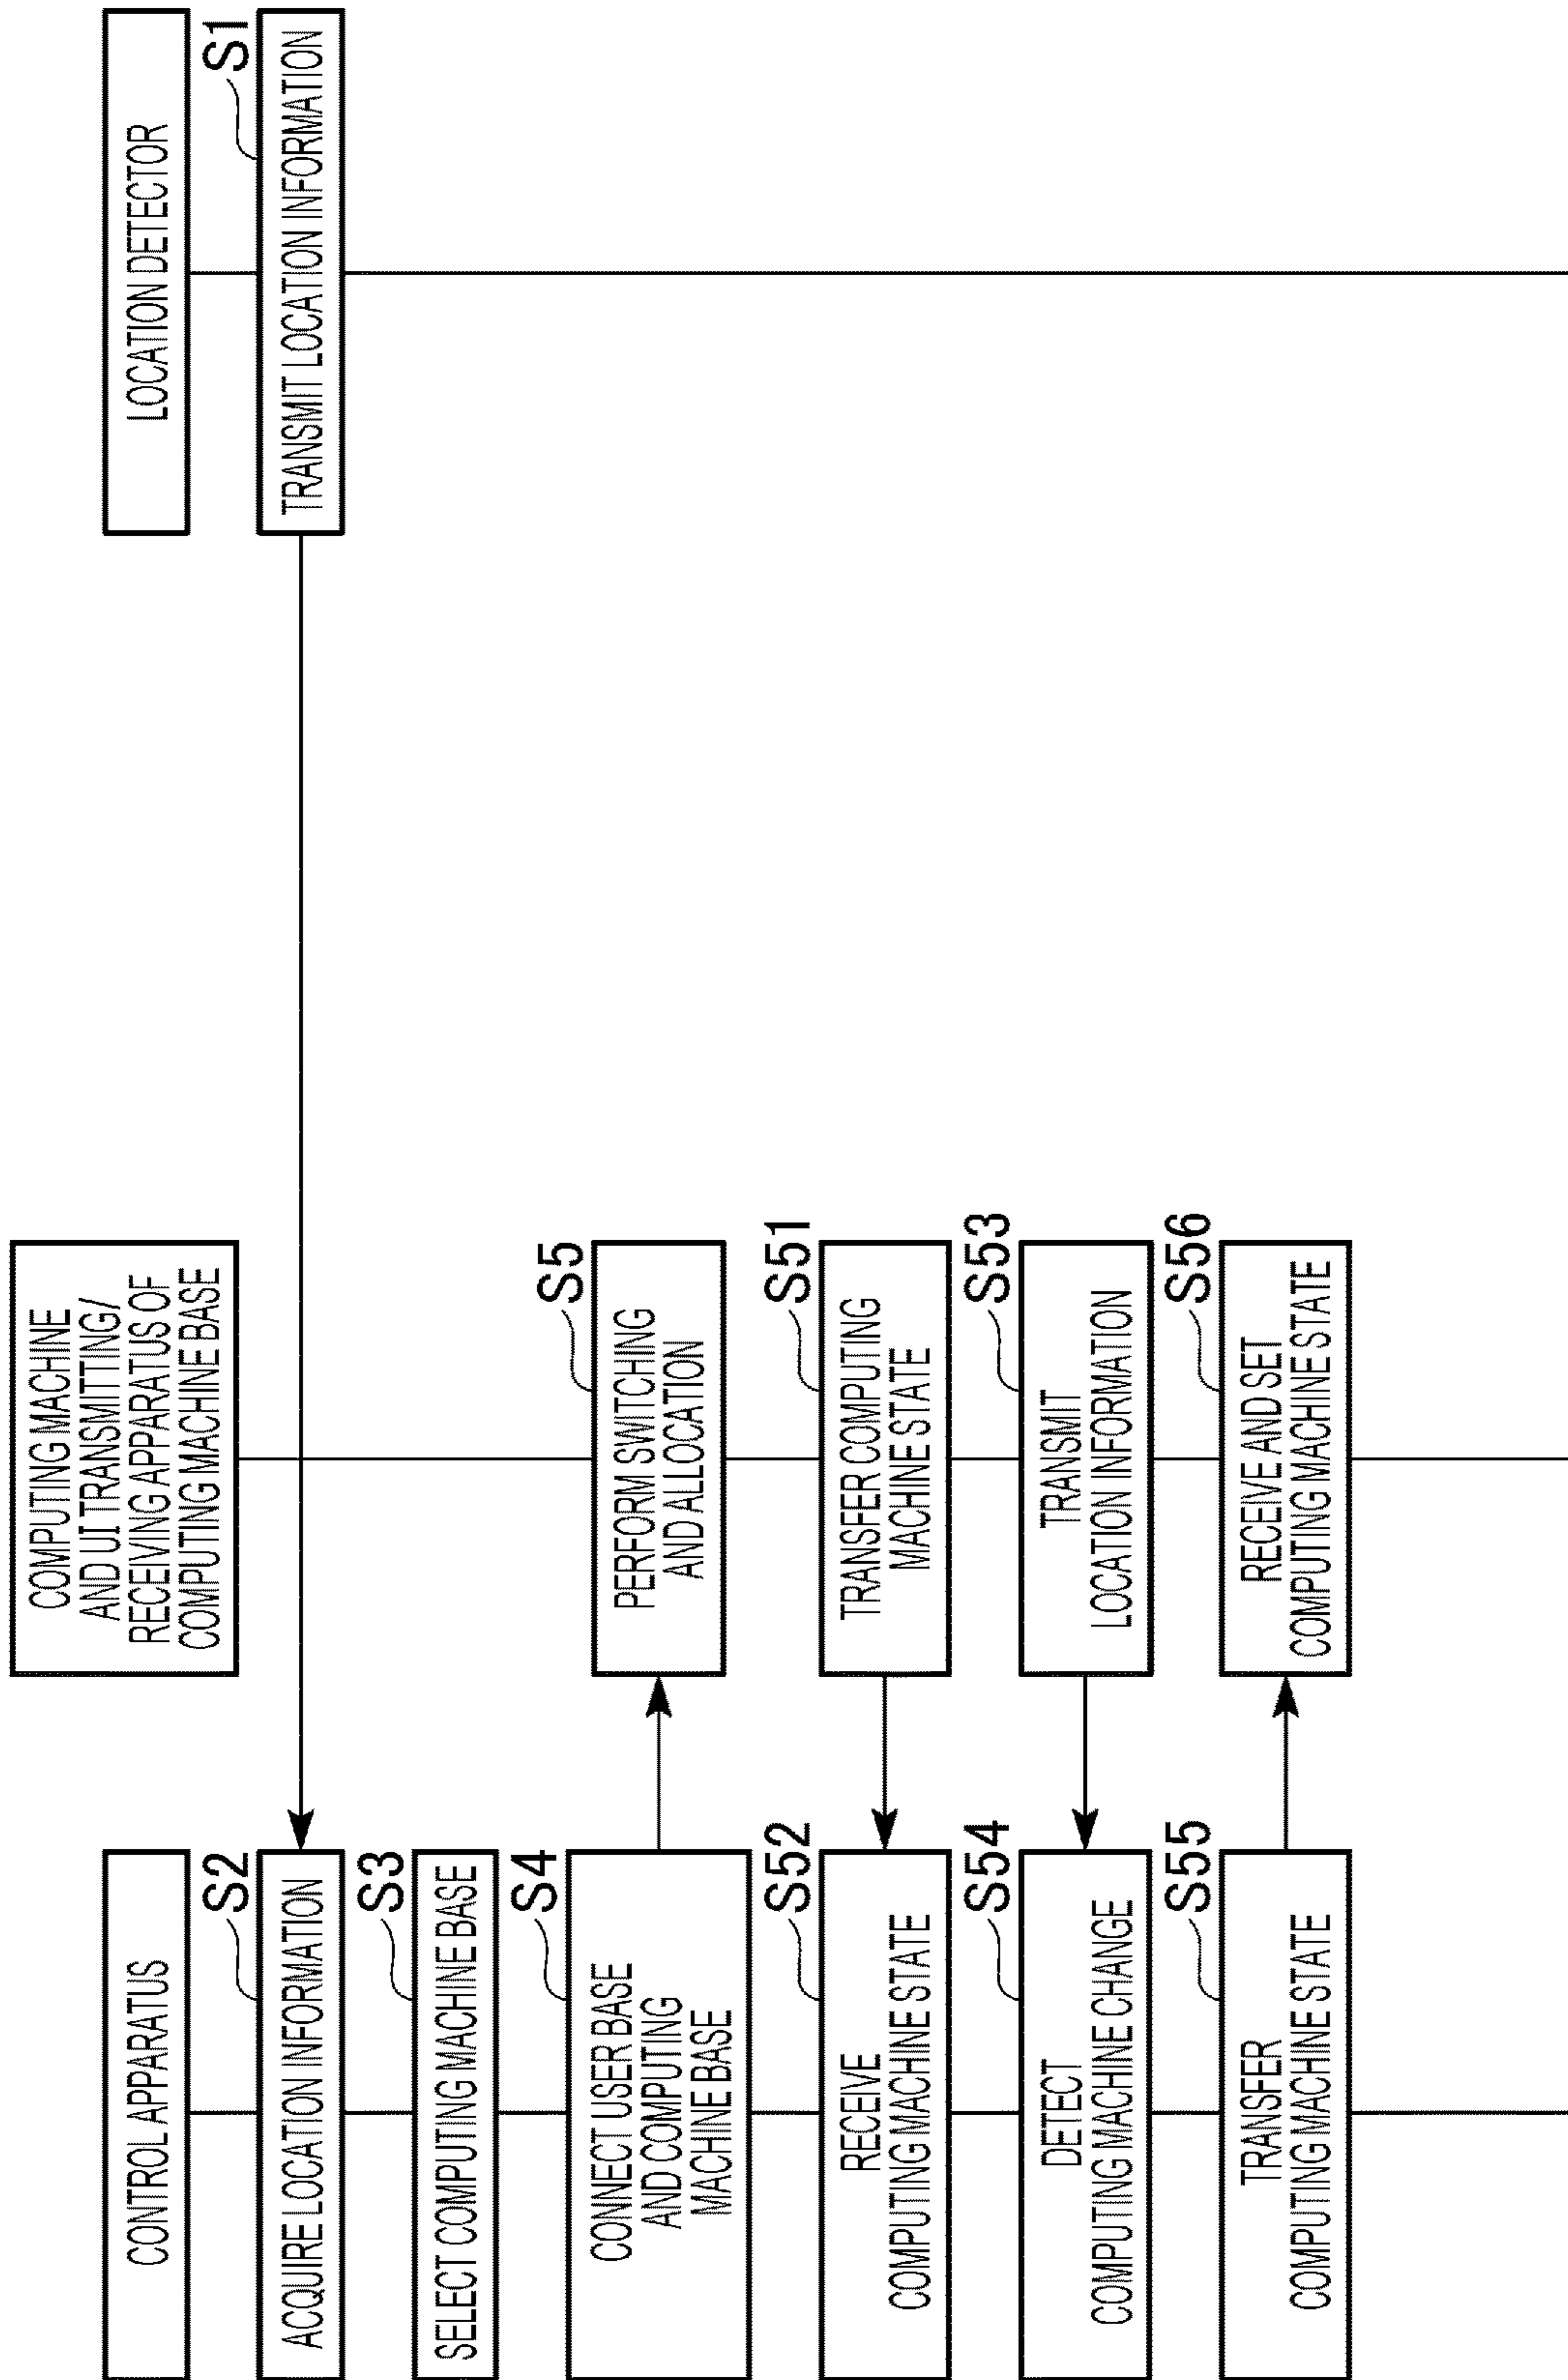 CONTROL APPARATUS
COMPUTING MACHINE
AND UI TRANSMITTING/
RECEIVING APPARATUS OF
COMPUTING MACHINE BASE
LOCATION DETECTOR
S1
TRANSMIT LOCATION INFORMATION
S2
ACQUIRE LOCATION INFORMATION
S3
SELECT COMPUTING MACHINE BASE
S4
CONNECT USER BASE
AND COMPUTING
MACHINE BASE
S5
PERFORM SWITCHING
AND ALLOCATION
S51
TRANSFER COMPUTING
MACHINE STATE
S52
RECEIVE
COMPUTING MACHINE STATE
S53
TRANSMIT
LOCATION INFORMATION
S54
DETECT
COMPUTING MACHINE CHANGE
S55
TRANSFER
COMPUTING MACHINE STATE
S56
RECEIVE AND SET
COMPUTING MACHINE STATE